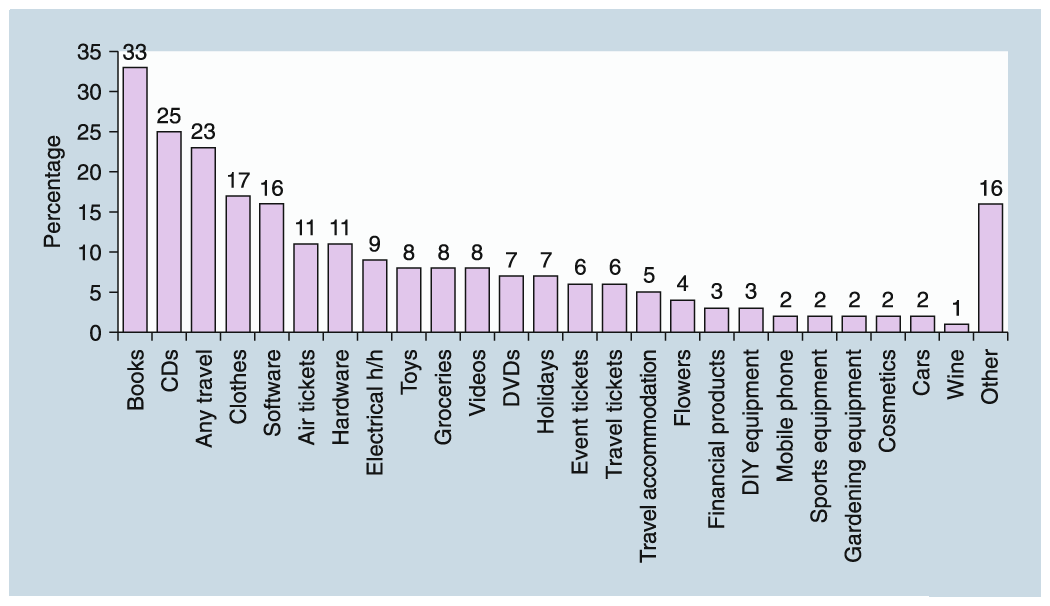 Percentage
35
30
25
20
15
10
5
0
33
25
23
17
16
11
11
9
8
8
8
7
7
6
6
5
4
3
3
2
2
2
2
2
1
16
Books
CDs
Any travel
Clothes
Software
Air tickets
Hardware
Electrical h/h
Toys
Groceries
Videos
DVDs
Holidays
Event tickets
Travel tickets
Travel accommodation
Flowers
Financial products
DIY equipment
Mobile phone
Sports equipment
Gardening equipment
Cosmetics
Cars
Wine
Other